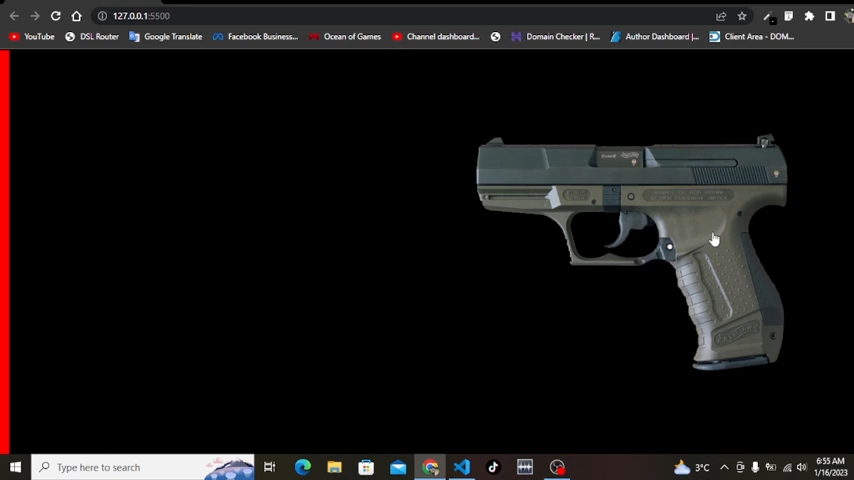 127.0.0.1:5500
YouTube DSL Router Google Translate Facebook Business... Ocean of Games Channel dashboard... Domain Checker | R... Author Dashboard |... Client Area - DOM...
Type here to search
3°C
6:55 AM
1/16/2023